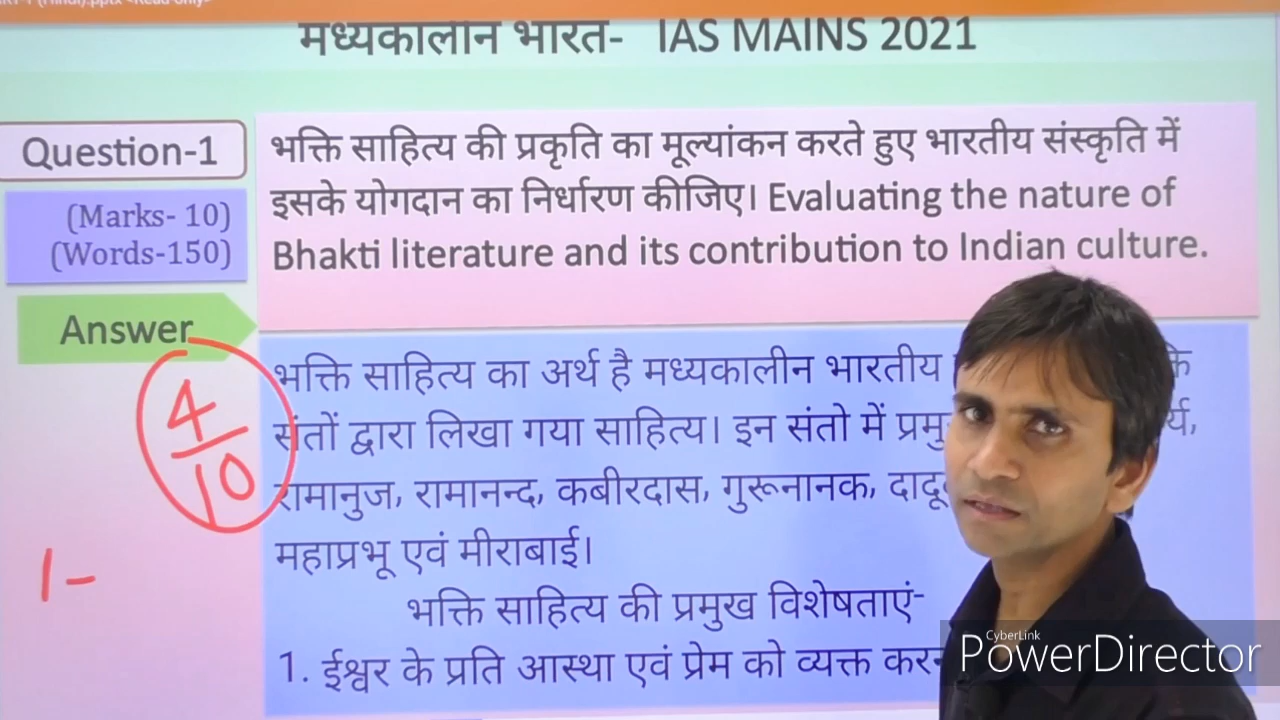 मध्यकालीन भारत- IAS MAINS 2021
Question-1
(Marks- 10)
(Words-150)
भक्ति साहित्य की प्रकृति का मूल्यांकन करते हुए भारतीय संस्कृति में
इसके योगदान का निर्धारण कीजिए। Evaluating the nature of
Bhakti literature and its contribution to Indian culture.
Answer
4
10
1-
भक्ति साहित्य का अर्थ है मध्यकालीन भारतीय
संतों द्वारा लिखा गया साहित्य। इन संतो में
रामानुज, रामानन्द, कबीरदास, गुरूनानक,
महाप्रभू एवं मीराबाई।
भक्ति साहित्य की प्रमुख विशेषताएं-
1. ईश्वर के प्रति आस्था एवं प्रेम को व्यक्त
CyberLink
PowerDirector